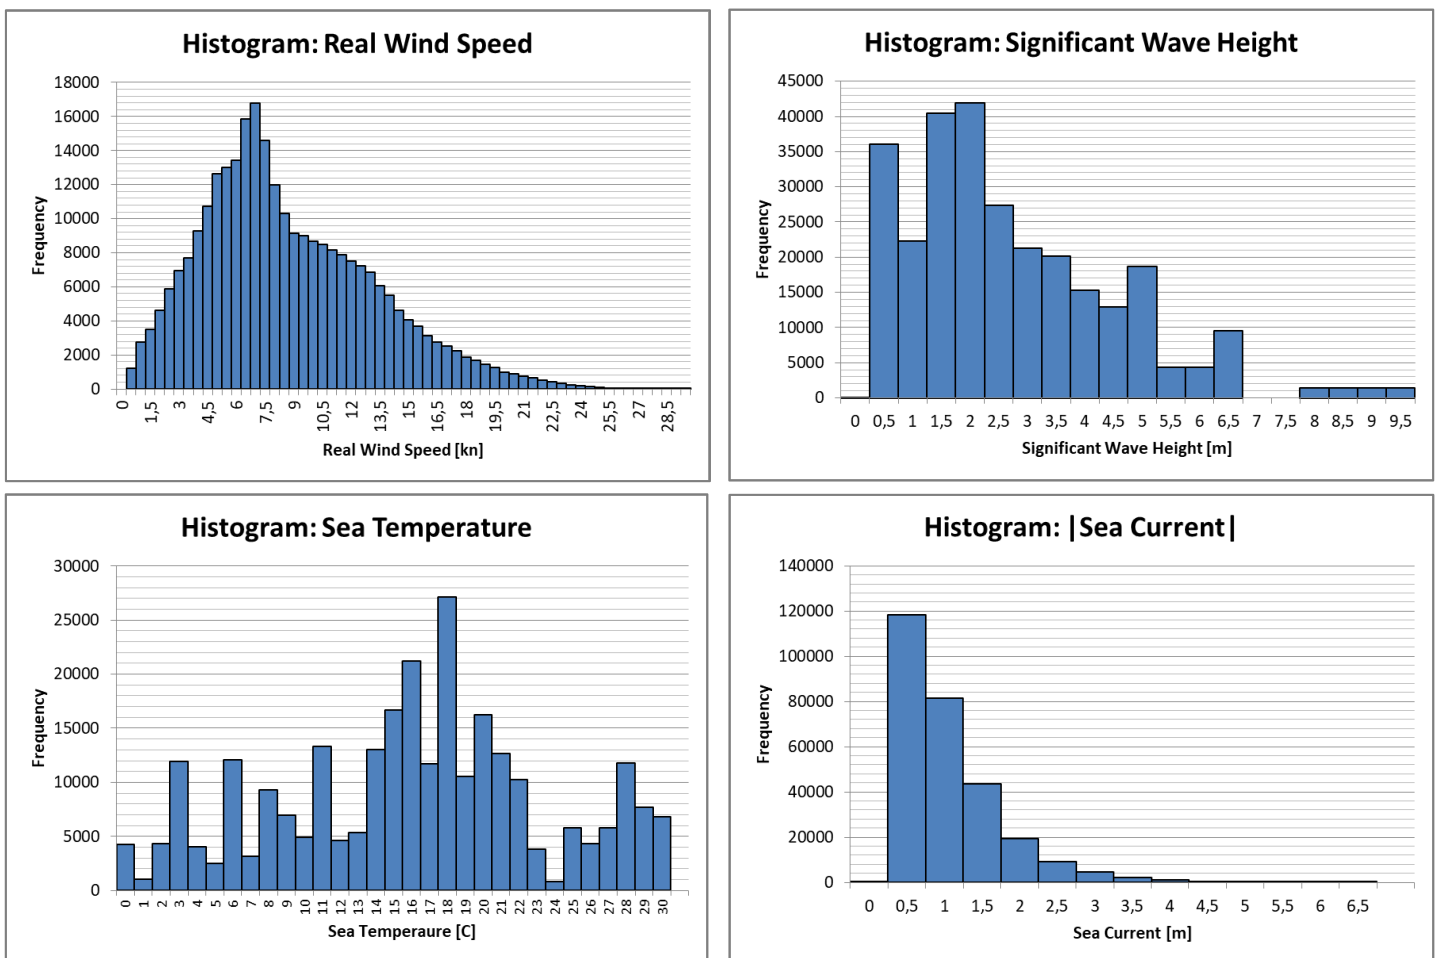 Histogram: Real Wind Speed
18000
16000
14000
12000
10000
8000
6000
4000
2000
0
Frequency
0 1,5 3 4,5 6 7,5 9 10,5 12 13,5 15 16,5 18 19,5 21 22,5 24 25,5 27 28,5
Real Wind Speed [kn]
Histogram: Significant Wave Height
45000
40000
35000
30000
25000
20000
15000
10000
5000
0
Frequency
0 0,5 1 1,5 2 2,5 3 3,5 4 4,5 5 5,5 6 6,5 7 7,5 8 8,5 9 9,5
Significant Wave Height [m]
Histogram: Sea Temperature
30000
25000
20000
15000
10000
5000
0
Frequency
0 1 2 3 4 5 6 7 8 9 10 11 12 13 14 15 16 17 18 19 20 21 22 23 24 25 26 27 28 29 30
Sea Temperaure [C]
Histogram: |Sea Current|
140000
120000
100000
80000
60000
40000
20000
0
Frequency
0 0,5 1 1,5 2 2,5 3 3,5 4 4,5 5 5,5 6 6,5
Sea Current [m]